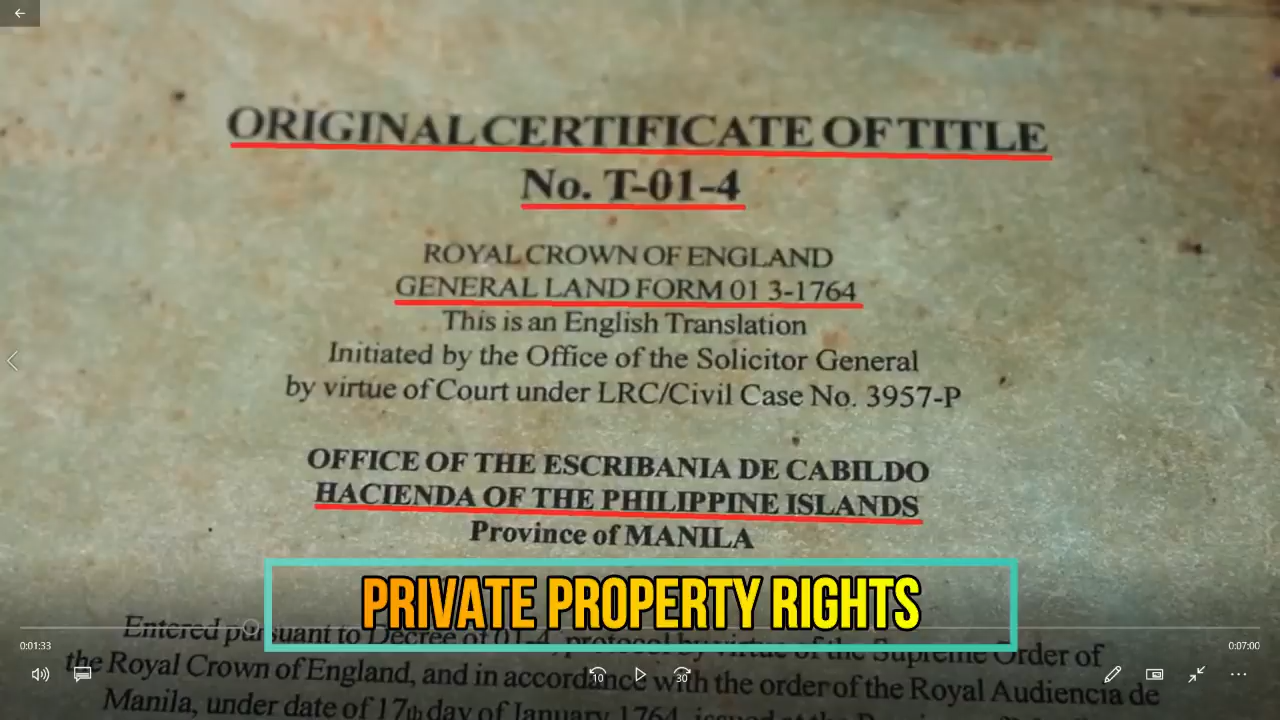 ORIGINAL CERTIFICATE OF TITLE
No. T-01-4
ROYAL CROWN OF ENGLAND
GENERAL LAND FORM 01 3-1764
This is an English Translation
Initiated by the Office of the Solicitor General
by virtue of Court under LRC/Civil Case No. 3957-P
OFFICE OF THE ESCRIBANIA DE CABILDO
HACIENDA OF THE PHILIPPINE ISLANDS
Province of MANILA
PRIVATE PROPERTY RIGHTS
Entered pursuant to Decree of 01-4, protocol by virtue of the Supreme Order of
0:01:33
0:07:00
the Royal Crown of England, and in accordance with the order of the Royal Audiencia de
10
30
Manila, under date of 17th day of January 1764, issued at the